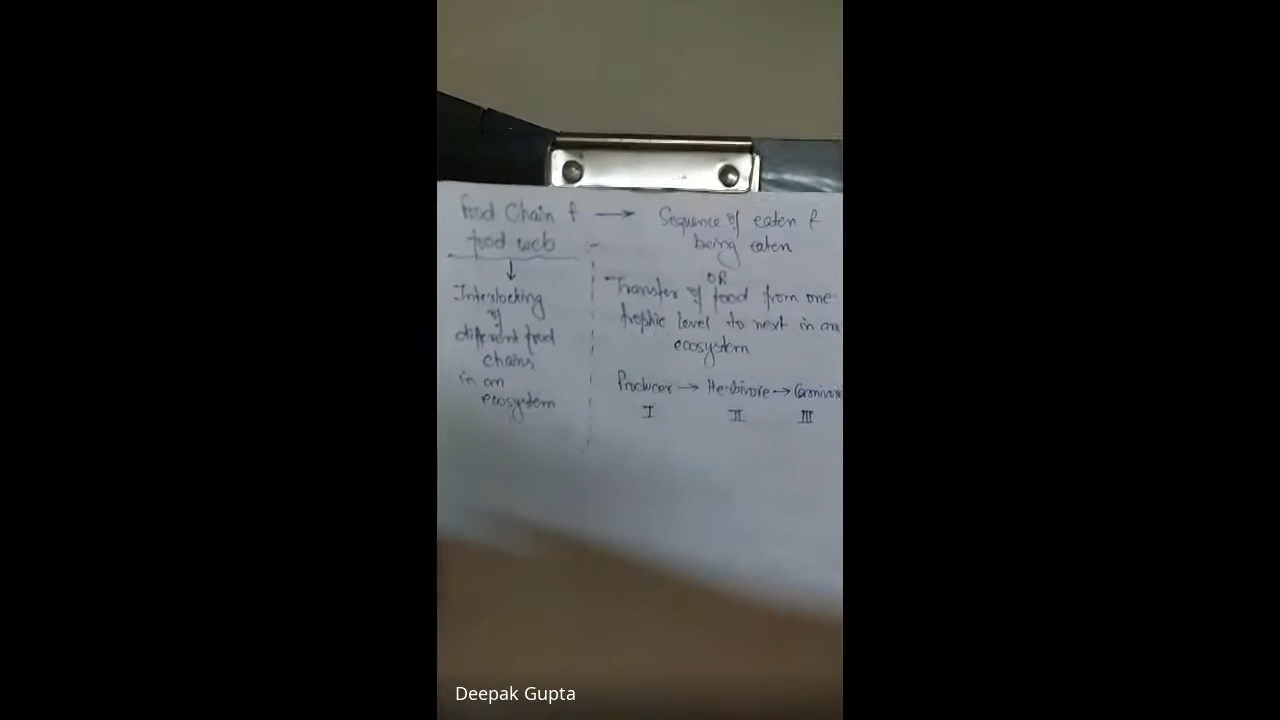 Food Chain & → Sequence of eaten &
food web being eaten
↓
Interlocking
of
different food
chains
in an
ecosystem
OR
Transfer of food from one
trophic level to next in an
ecosystem
Producer → Herbivore → Carnivore
I II III
Deepak Gupta